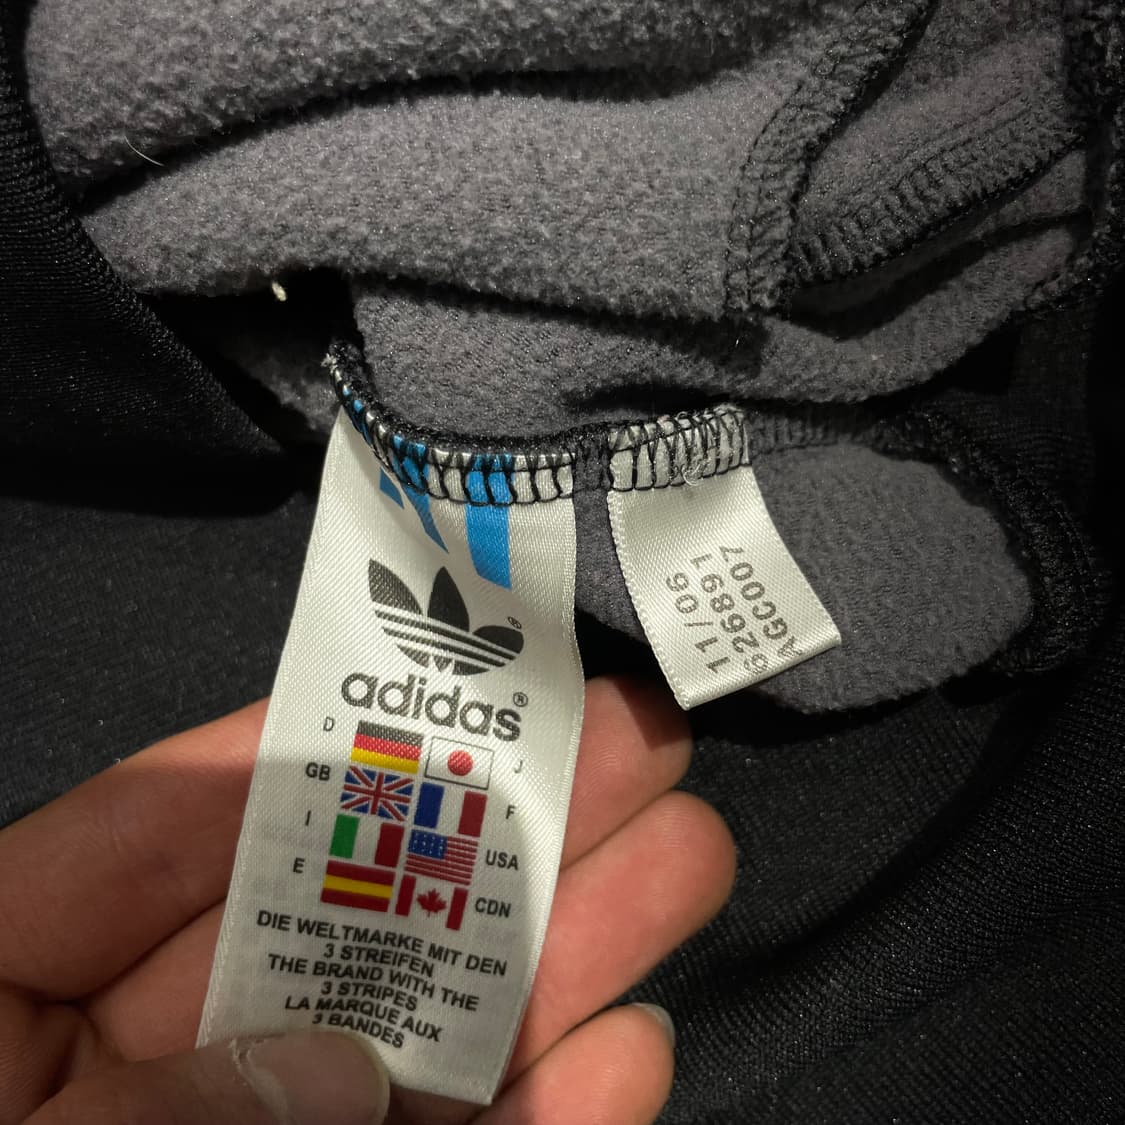 adidas®
D
J
GB
F
I
USA
E
CDN
DIE WELTMARKE MIT DEN
3 STREIFEN
THE BRAND WITH THE
3 STRIPES
LA MARQUE AUX
3 BANDES
11/06
626891
AGC007